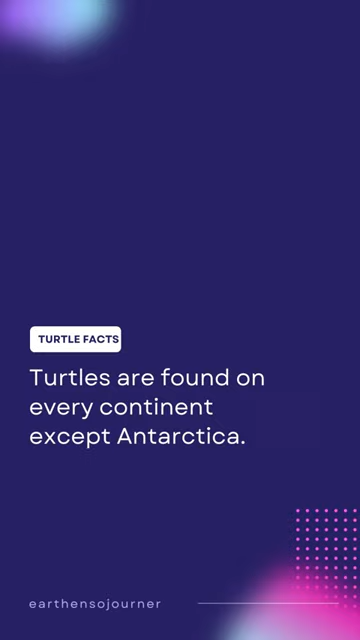 TURTLE FACTS
Turtles are found on
every continent
except Antarctica.
earthensojourner